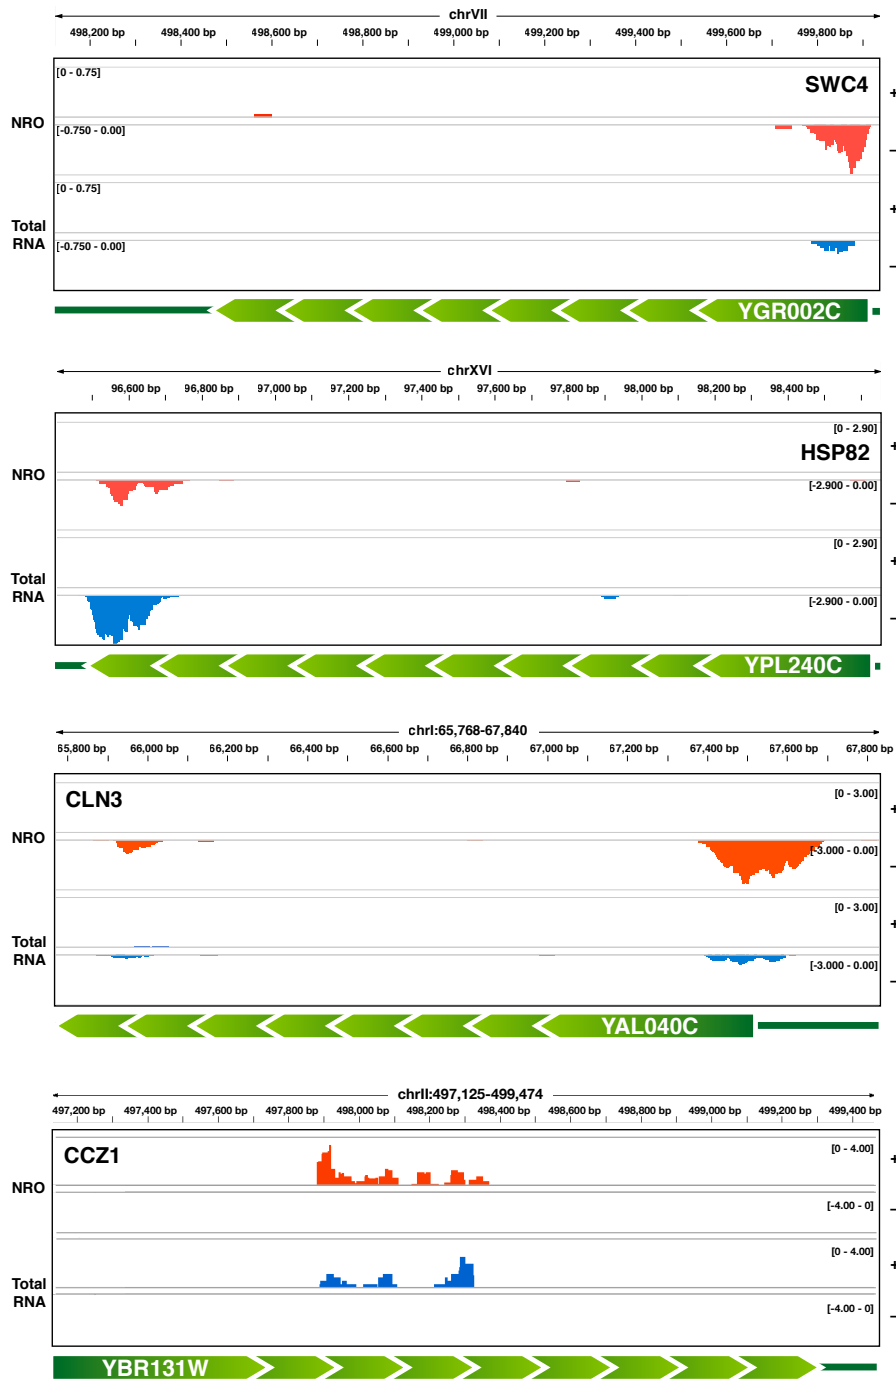 chrVII
498,200 bp 498,400 bp 498,600 bp 498,800 bp 499,000 bp 499,200 bp 499,400 bp 499,600 bp 499,800 bp
[0 - 0.75]
SWC4
+
NRO
[-0.750 - 0.00]
–
[0 - 0.75]
+
Total
RNA
[-0.750 - 0.00]
–
YGR002C
chrXVI
96,600 bp 96,800 bp 97,000 bp 97,200 bp 97,400 bp 97,600 bp 97,800 bp 98,000 bp 98,200 bp 98,400 bp
[0 - 2.90]
+
HSP82
NRO
[-2.900 - 0.00]
–
[0 - 2.90]
+
Total
RNA
[-2.900 - 0.00]
–
YPL240C
chrI:65,768-67,840
65,800 bp 66,000 bp 66,200 bp 66,400 bp 66,600 bp 66,800 bp 67,000 bp 67,200 bp 67,400 bp 67,600 bp 67,800 bp
CLN3
[0 - 3.00]
+
NRO
[-3.000 - 0.00]
–
[0 - 3.00]
+
Total
RNA
[-3.000 - 0.00]
–
YAL040C
chrII:497,125-499,474
497,200 bp 497,400 bp 497,600 bp 497,800 bp 498,000 bp 498,200 bp 498,400 bp 498,600 bp 498,800 bp 499,000 bp 499,200 bp 499,400 bp
CCZ1
[0 - 4.00]
+
NRO
[-4.00 - 0]
–
[0 - 4.00]
+
Total
RNA
[-4.00 - 0]
–
YBR131W